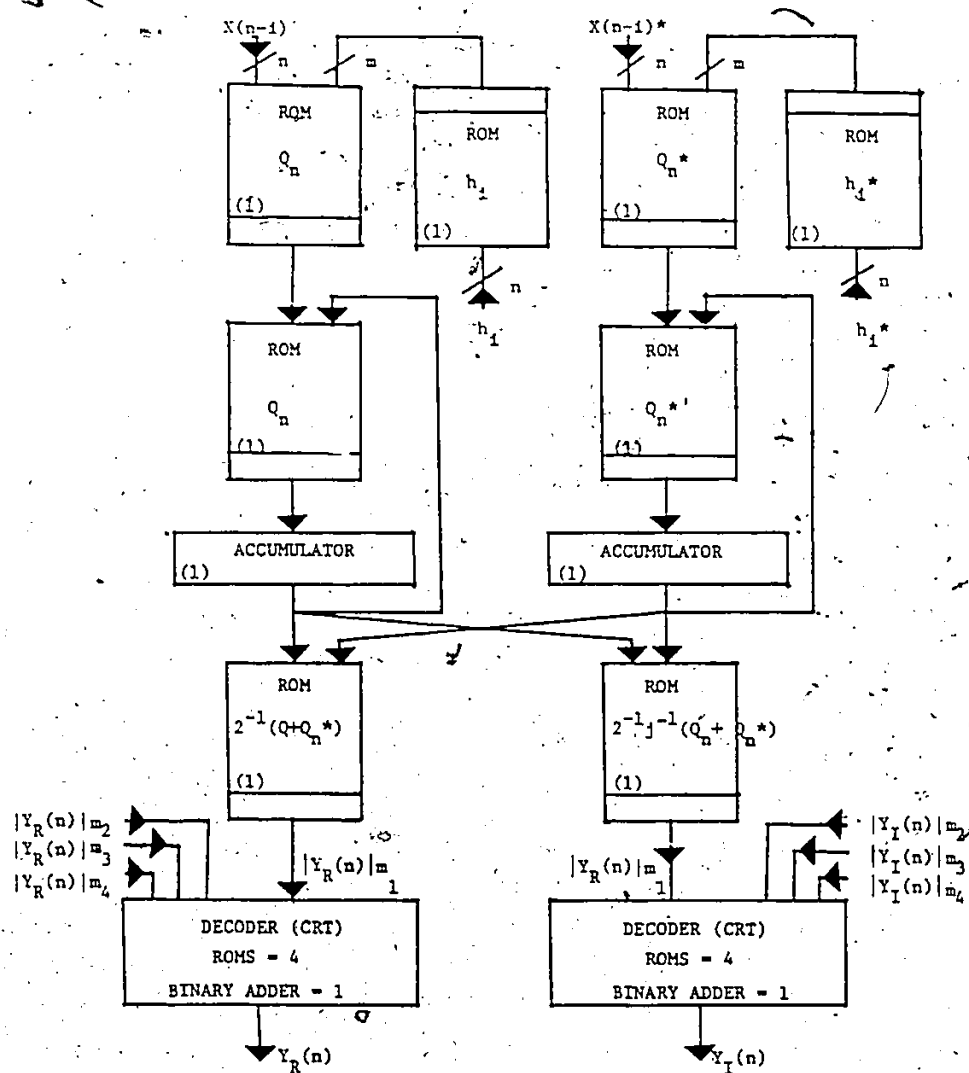 X(n-i)
n
m
ROM
Q_n
(1)
ROM
h_i
(1)
n
h_i
X(n-i)*
n
m
ROM
Q_n*
(1)
ROM
h_i*
(1)
n
h_i*
ROM
Q_n
(1)
ROM
Q_n*'
(1)
ACCUMULATOR
(1)
ACCUMULATOR
(1)
ROM
2^-1(Q+Q_n*)
(1)
ROM
2^-1j^-1(Q_n+ Q_n*)
(1)
|Y_R(n)|m_2
|Y_R(n)|m_3
|Y_R(n)|m_4
|Y_R(n)|m_1
|Y_R(n)|m_1
|Y_I(n)|m_2
|Y_I(n)|m_3
|Y_I(n)|m_4
DECODER (CRT)
ROMS = 4
BINARY ADDER = 1
DECODER (CRT)
ROMS = 4
BINARY ADDER = 1
Y_R(n)
Y_I(n)